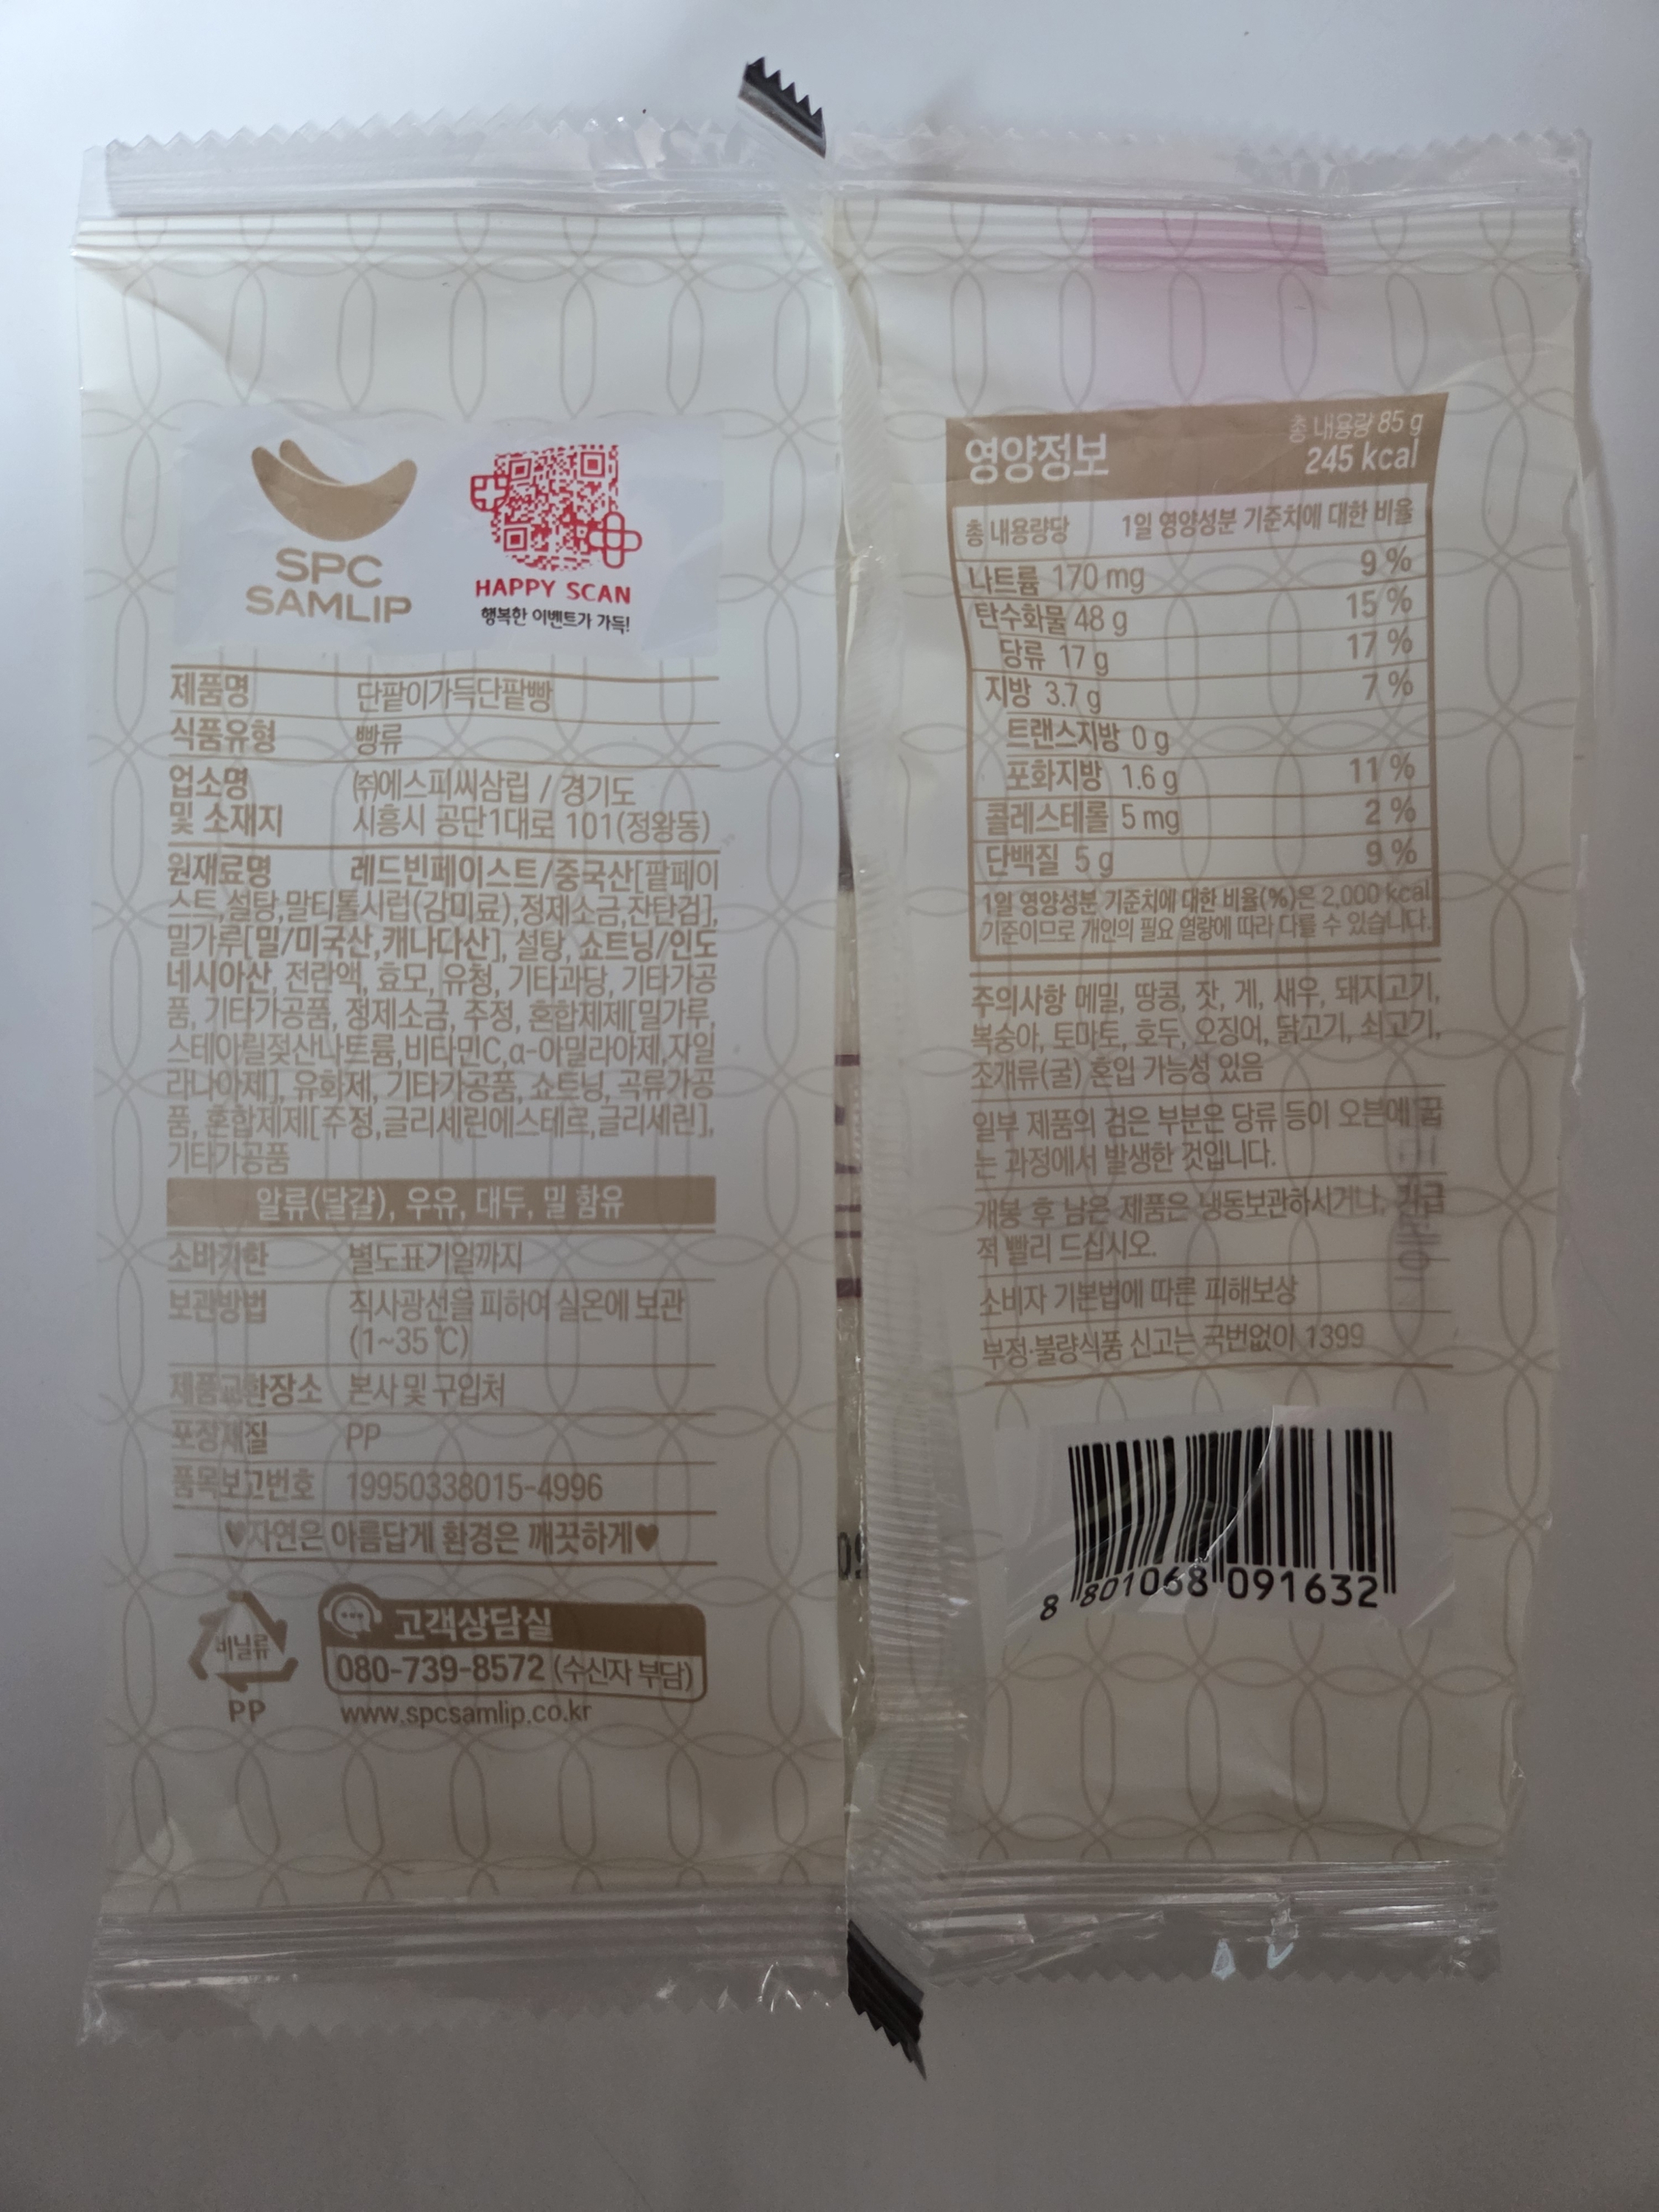 SPC
SAMLIP
HAPPY SCAN
행복한 이벤트가 가득!
제품명 단팥이가득단팥빵
식품유형 빵류
업소명 ㈜에스피씨삼립 / 경기도
및 소재지 시흥시 공단1대로 101(정왕동)
원재료명 레드빈페이스트/중국산[팥페이
스트,설탕,말티톨시럽(감미료),정제소금,잔탄검],
밀가루[밀/미국산,캐나다산], 설탕, 쇼트닝/인도
네시아산, 전란액, 효모, 유청, 기타과당, 기타가공
품, 기타가공품, 정제소금, 주정, 혼합제제[밀가루,
스테아릴젖산나트륨,비타민C,α-아밀라아제,자일
라나아제], 유화제, 기타가공품, 쇼트닝, 곡류가공
품, 혼합제제[주정,글리세린에스테르,글리세린],
기타가공품
알류(달걀), 우유, 대두, 밀 함유
소비기한 별도표기일까지
보관방법 직사광선을 피하여 실온에 보관
(1~35 ℃)
제품교환장소 본사 및 구입처
포장재질 PP
품목보고번호 19950338015-4996
♥자연은 아름답게 환경은 깨끗하게♥
비닐류
PP
고객상담실
080-739-8572 (수신자 부담)
www.spcsamlip.co.kr
영양정보
총 내용량 85 g
245 kcal
총 내용량당 1일 영양성분 기준치에 대한 비율
나트륨 170 mg 9 %
탄수화물 48 g 15 %
당류 17 g 17 %
지방 3.7 g 7 %
트랜스지방 0 g
포화지방 1.6 g 11 %
콜레스테롤 5 mg 2 %
단백질 5 g 9 %
1일 영양성분 기준치에 대한 비율(%)은 2,000 kcal
기준이므로 개인의 필요 열량에 따라 다를 수 있습니다.
주의사항 메밀, 땅콩, 잣, 게, 새우, 돼지고기,
복숭아, 토마토, 호두, 오징어, 닭고기, 쇠고기,
조개류(굴) 혼입 가능성 있음
일부 제품의 검은 부분은 당류 등이 오븐에 굽
는 과정에서 발생한 것입니다.
개봉 후 남은 제품은 냉동보관하시거나, 가급
적 빨리 드십시오.
소비자 기본법에 따른 피해보상
부정·불량식품 신고는 국번없이 1399
8 801068 091632